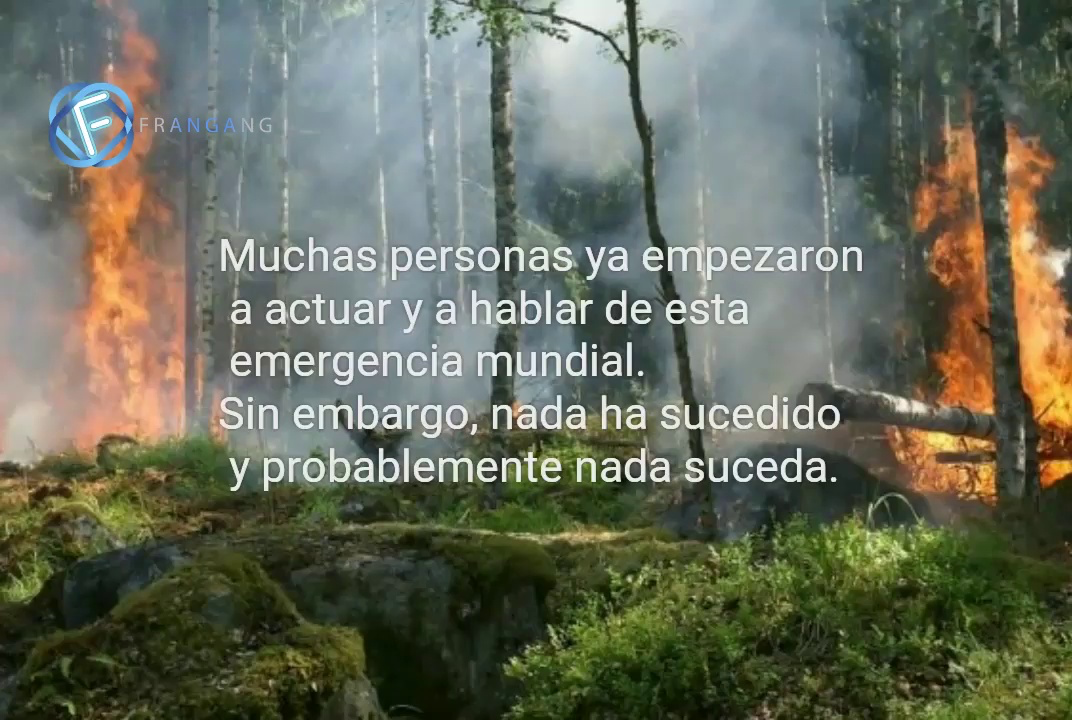 FRANGANG
Muchas personas ya empezaron
a actuar y a hablar de esta
emergencia mundial.
Sin embargo, nada ha sucedido
y probablemente nada suceda.